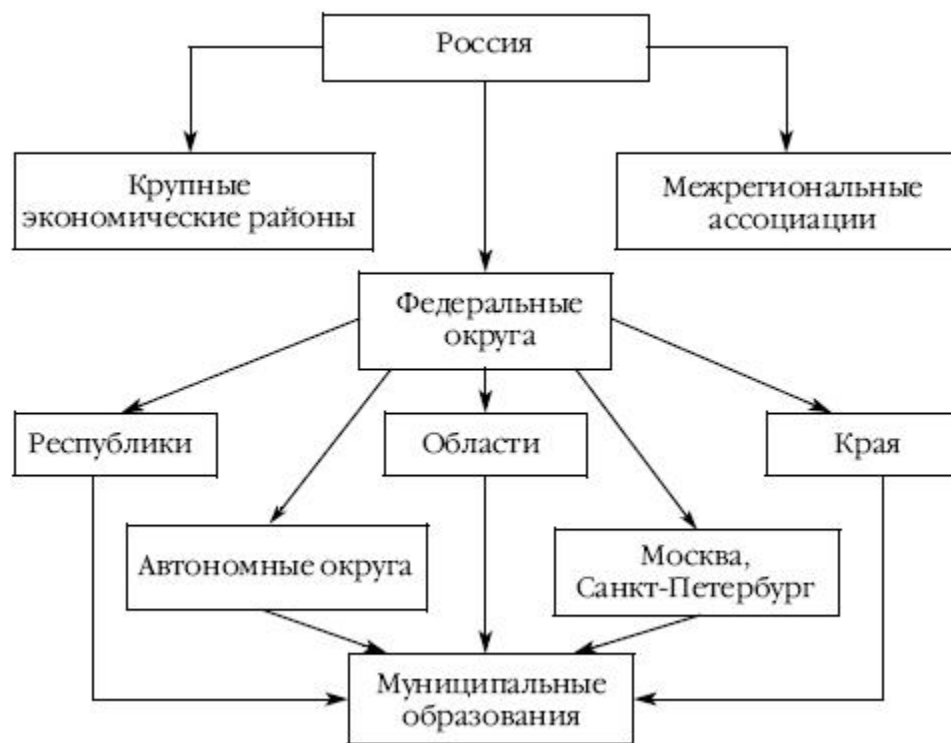 Россия
Крупные
экономические районы
Межрегиональные
ассоциации
Федеральные
округа
Республики
Области
Края
Автономные округа
Москва,
Санкт-Петербург
Муниципальные
образования